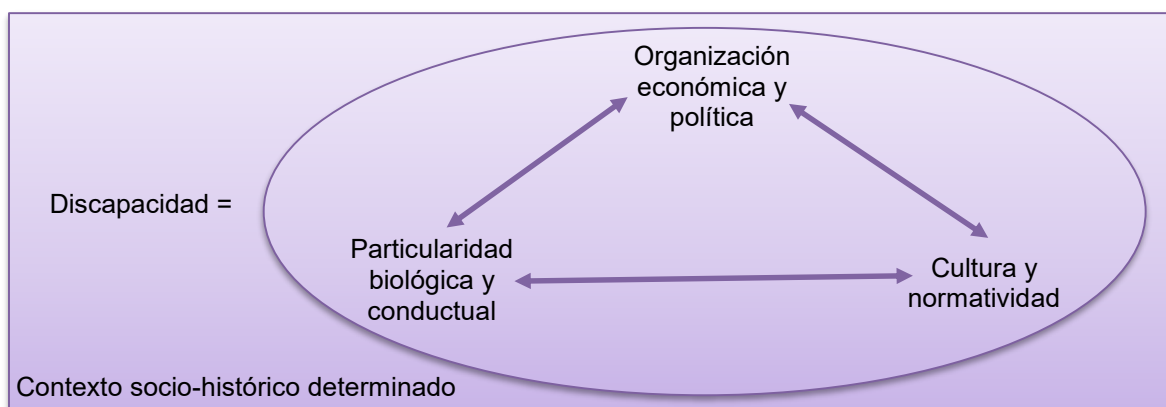 Organización
económica y
política
Discapacidad =
Particularidad
biológica y
conductual
Cultura y
normatividad
Contexto socio-histórico determinado